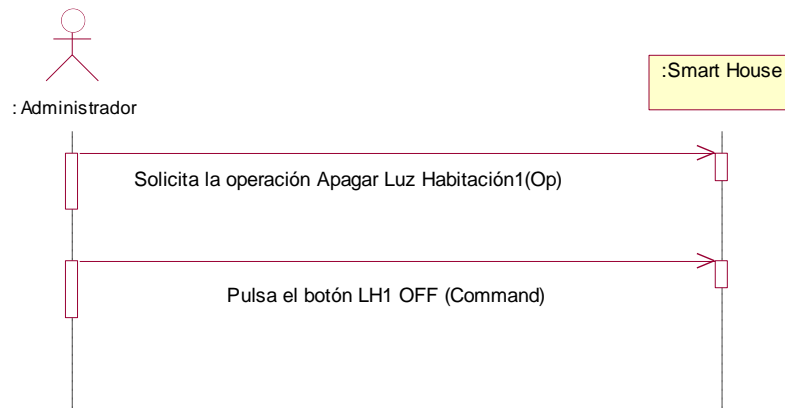 :Smart House
: Administrador
Solicita la operación Apagar Luz Habitación1(Op)
Pulsa el botón LH1 OFF (Command)